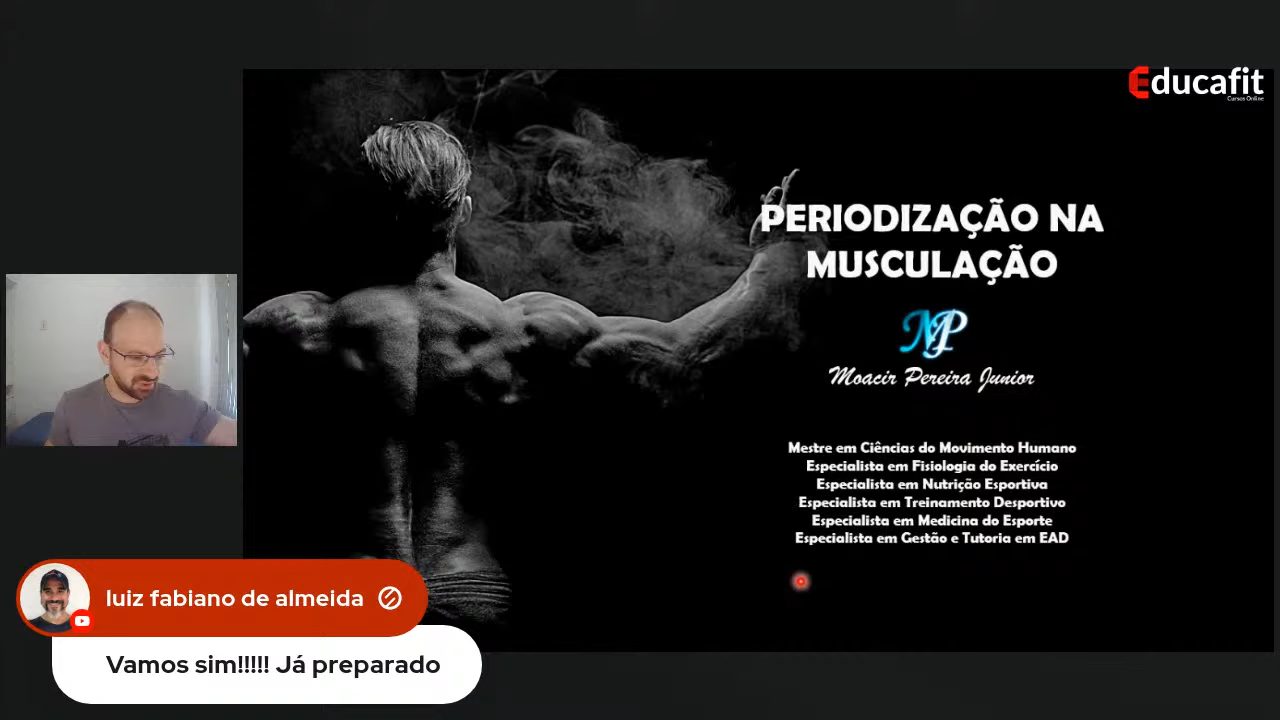 Educafit
Cursos Online
PERIODIZAÇÃO NA
MUSCULAÇÃO
MPJ
Moacir Pereira Junior
Mestre em Ciências do Movimento Humano
Especialista em Fisiologia do Exercício
Especialista em Nutrição Esportiva
Especialista em Treinamento Desportivo
Especialista em Medicina do Esporte
Especialista em Gestão e Tutoria em EAD
luiz fabiano de almeida
Vamos sim!!!!! Já preparado